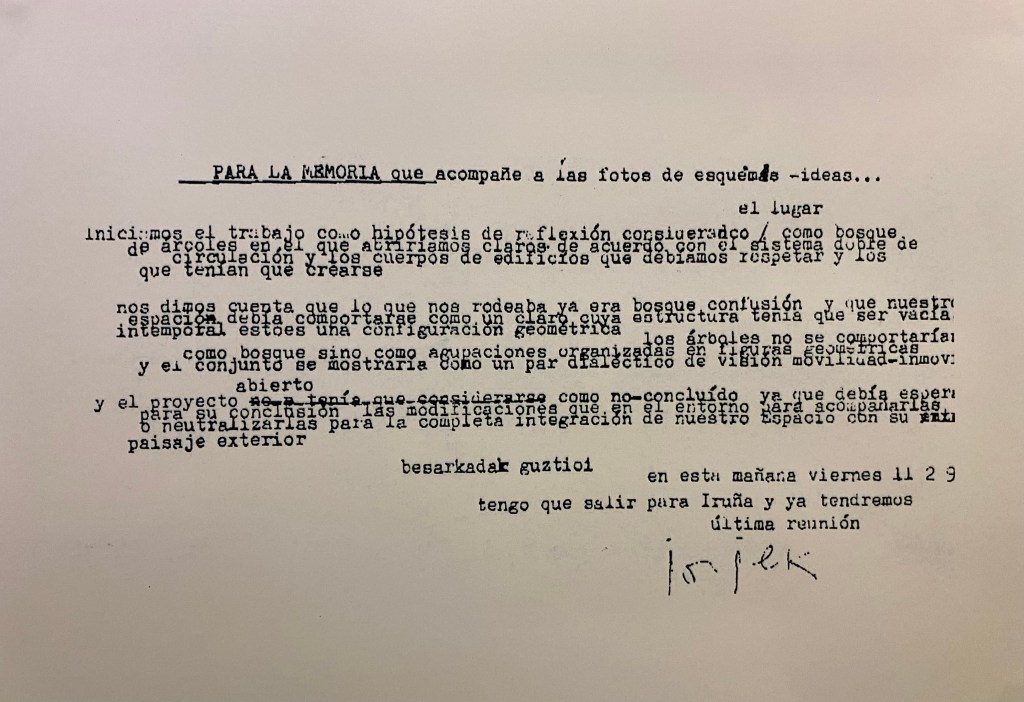 PARA LA MEMORIA que acompañe a las fotos de esquemas -ideas...
el lugar
iniciamos el trabajo como hipótesis de reflexión considerado / como bosque
de árcoles en el que abriríamos claros de acuerdo con el sistema doble de
circulación y los cuerpos de edificios que debíamos respetar y los
que tenían que crearse
nos dimos cuenta que lo que nos rodeaba ya era bosque confusión y que nuestro
espacion debía comportarse como un claro cuya estructura tenía que ser vacía
intemporal estoes una configuración geométrica
los árboles no se comportarían
como bosque sino como agupaciones organizadas en figuras geométricas
y el conjunto se mostraría como un par dialéctico de visión movilidad-inmovi
abierto
y el proyecto no a tenía que considerarse como no-concluído ya que debía espera
para su conclusión las modificaciones que en el entorno para acompañarlas
o neutralizarlas para la completa integración de nuestro espacio con su
paisaje exterior
besarkadak guztioi
en esta mañana viernes 11 2 9
tengo que salir para Iruña y ya tendremos
última reunión
jorjek